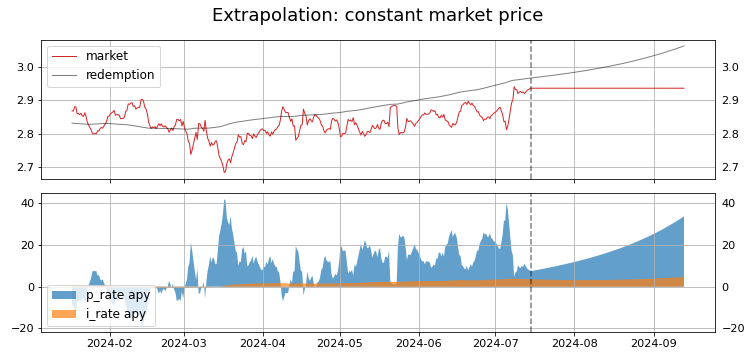 Extrapolation: constant market price
market
redemption
3.0 3.0
2.9 2.9
2.8 2.8
2.7 2.7
40 40
20 20
0 0
p_rate apy
i_rate apy
−20 −20
2024-02 2024-03 2024-04 2024-05 2024-06 2024-07 2024-08 2024-09